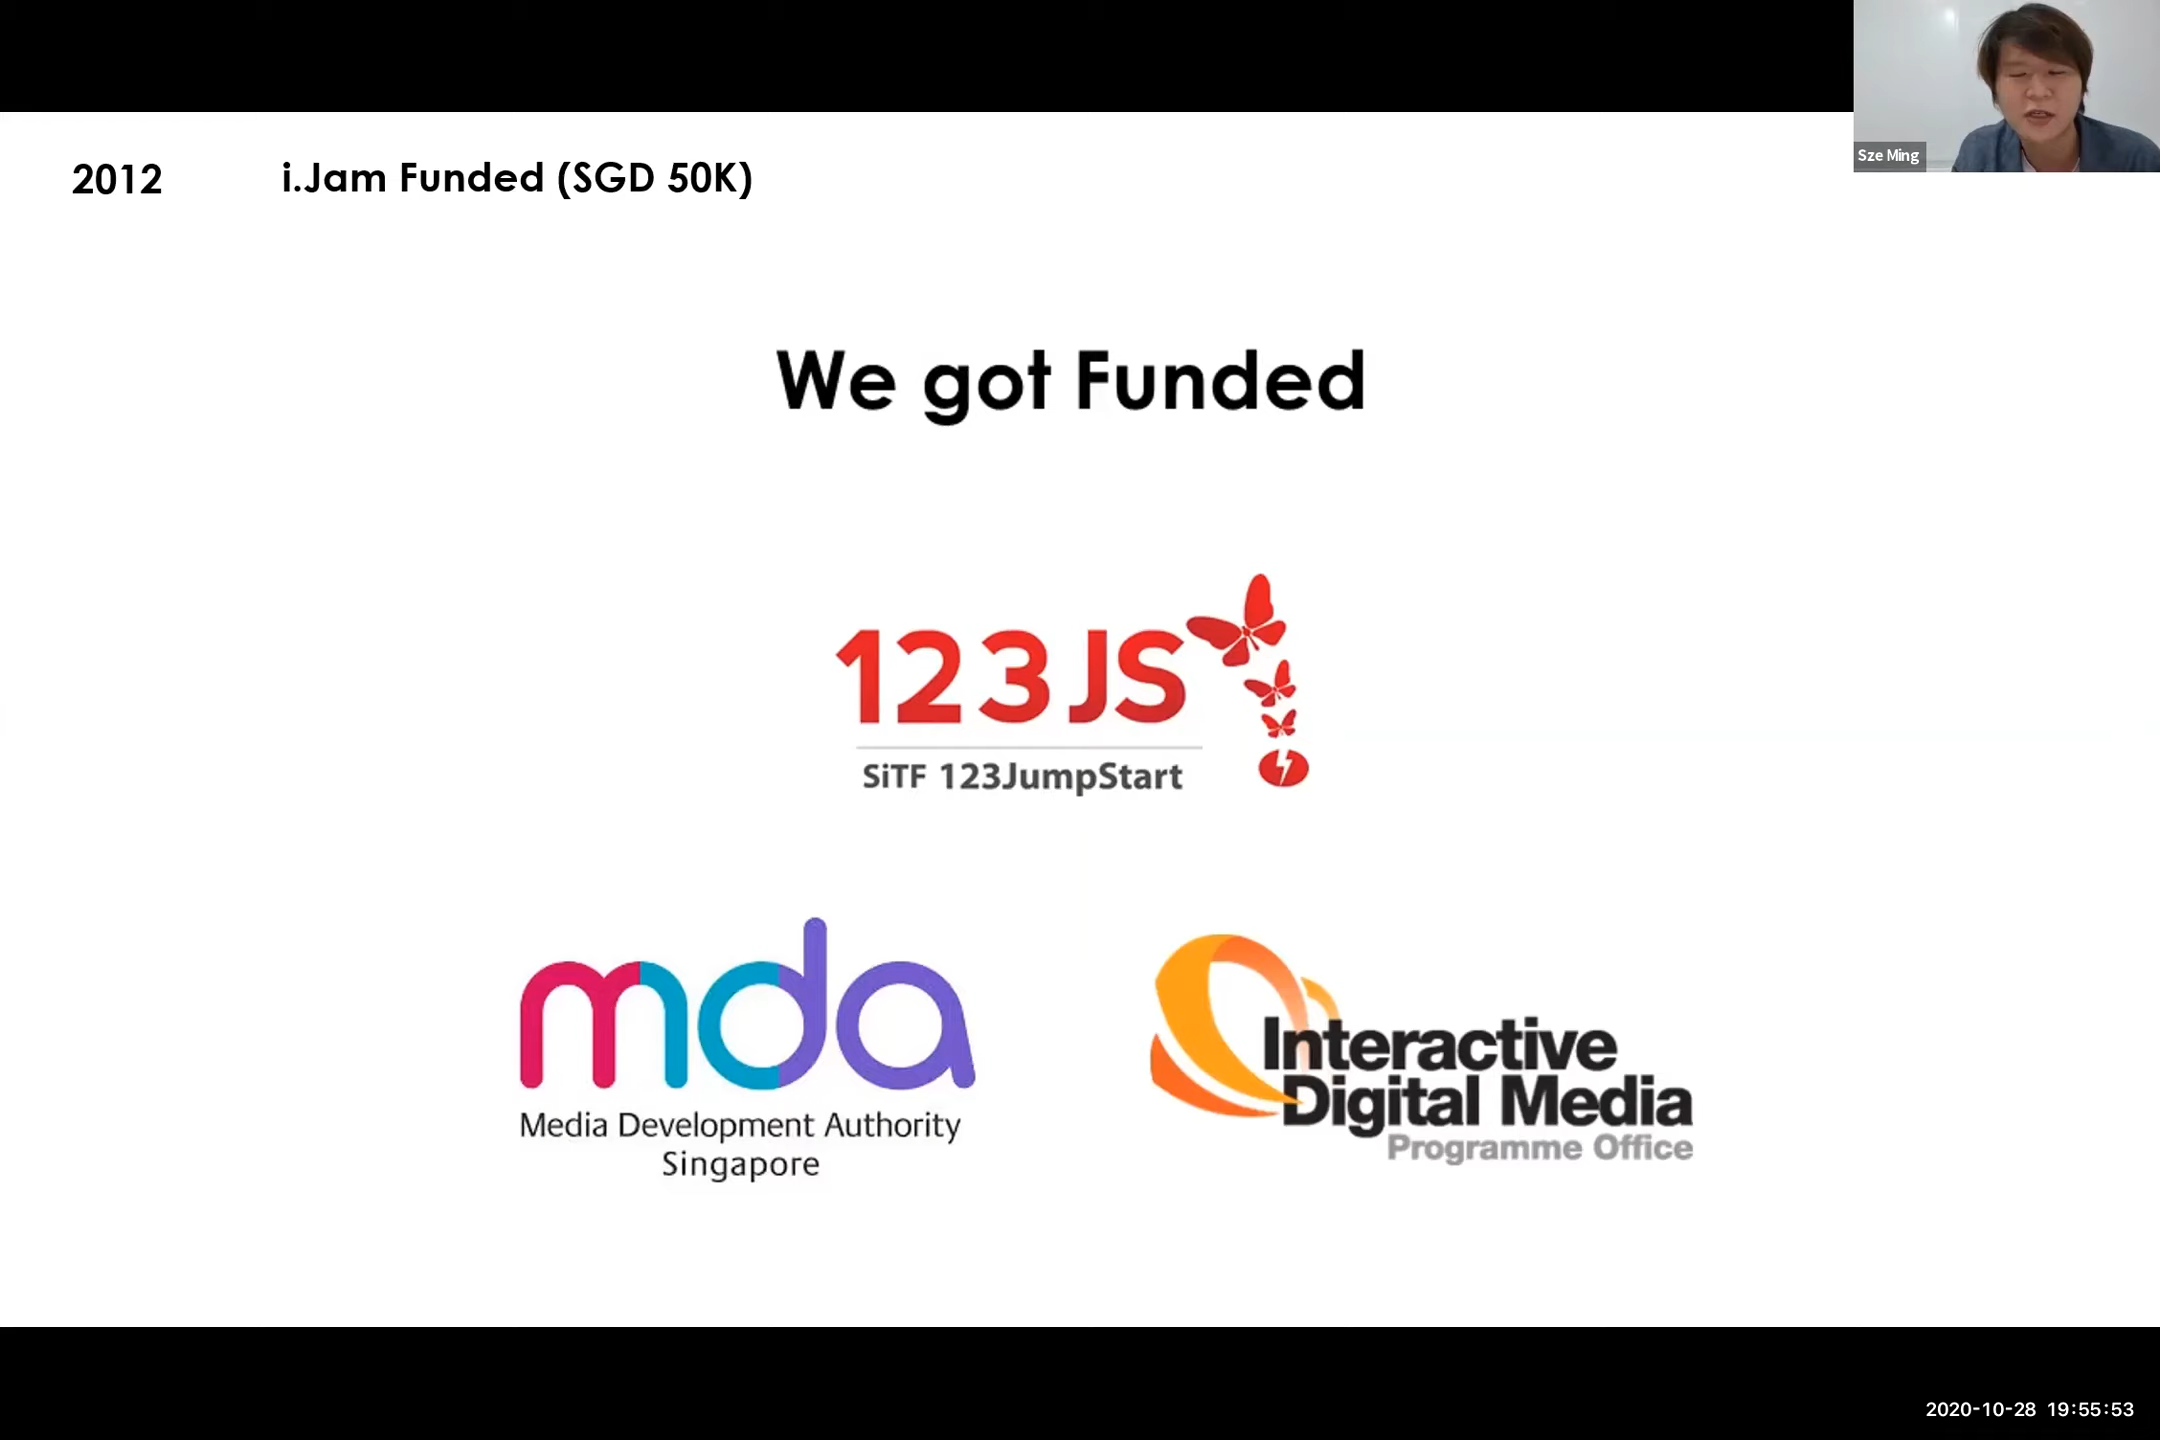 Sze Ming
2012 i.Jam Funded (SGD 50K)
We got Funded
123JS
SiTF 123JumpStart
mda
Media Development Authority
Singapore
Interactive
Digital Media
Programme Office
2020-10-28 19:55:53